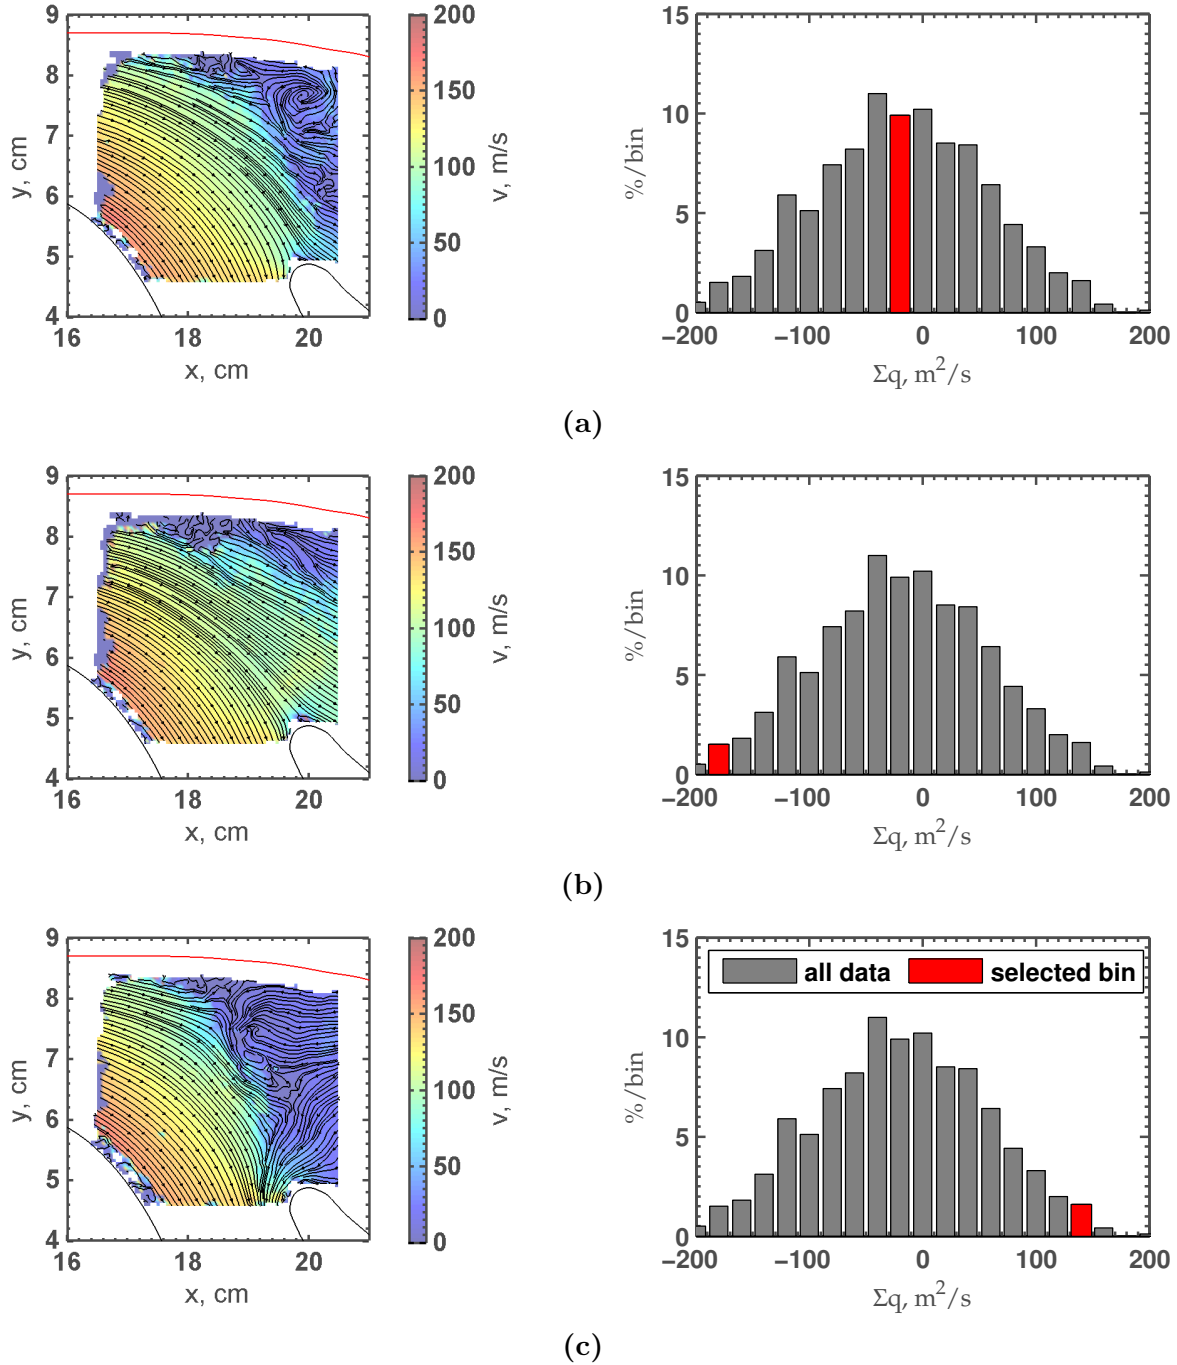 9
8
7
6
5
4
16 18 20
x, cm
y, cm
200
150
100
50
0
v, m/s
15
10
5
0
−200 −100 0 100 200
Σq, m²/s
%/bin
(a)
9
8
7
6
5
4
16 18 20
x, cm
y, cm
200
150
100
50
0
v, m/s
15
10
5
0
−200 −100 0 100 200
Σq, m²/s
%/bin
(b)
9
8
7
6
5
4
16 18 20
x, cm
y, cm
200
150
100
50
0
v, m/s
15
10
5
0
all data selected bin
−200 −100 0 100 200
Σq, m²/s
%/bin
(c)